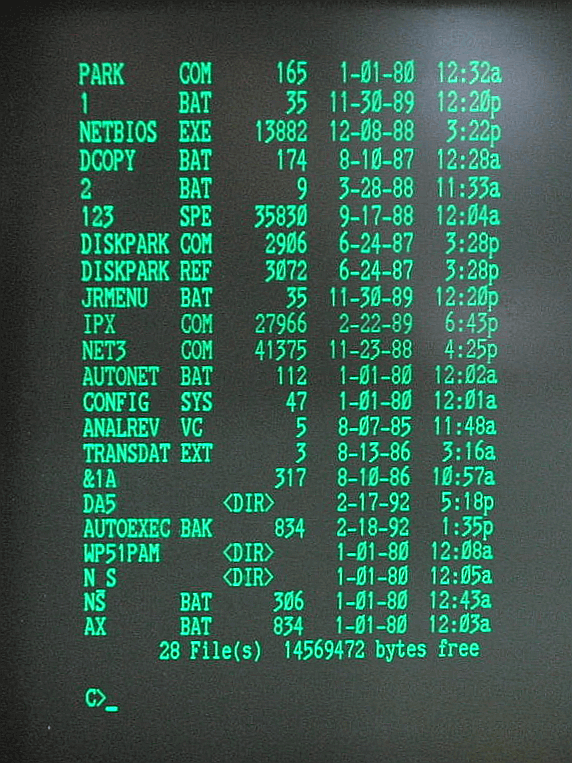 PARK     COM      165   1-01-80  12:32a
1        BAT       35  11-30-89  12:20p
NETBIOS  EXE    13882  12-08-88   3:22p
DCOPY    BAT      174   8-10-87  12:28a
2        BAT        9   3-28-88  11:33a
123      SPE    35830   9-17-88  12:04a
DISKPARK COM     2906   6-24-87   3:28p
DISKPARK REF     3072   6-24-87   3:28p
JRMENU   BAT       35  11-30-89  12:20p
IPX      COM    27966   2-22-89   6:43p
NET3     COM    41375  11-23-88   4:25p
AUTONET  BAT      112   1-01-80  12:02a
CONFIG   SYS       47   1-01-80  12:01a
ANALREV  VC         5   8-07-85  11:48a
TRANSDAT EXT        3   8-13-86   3:16a
&1A               317   8-10-86  10:57a
DA5          <DIR>      2-17-92   5:18p
AUTOEXEC BAK      834   2-18-92   1:35p
WP51PAM      <DIR>      1-01-80  12:08a
N_S          <DIR>      1-01-80  12:05a
NS       BAT      306   1-01-80  12:43a
AX       BAT      834   1-01-80  12:03a
28 File(s)  14569472 bytes free
C>_